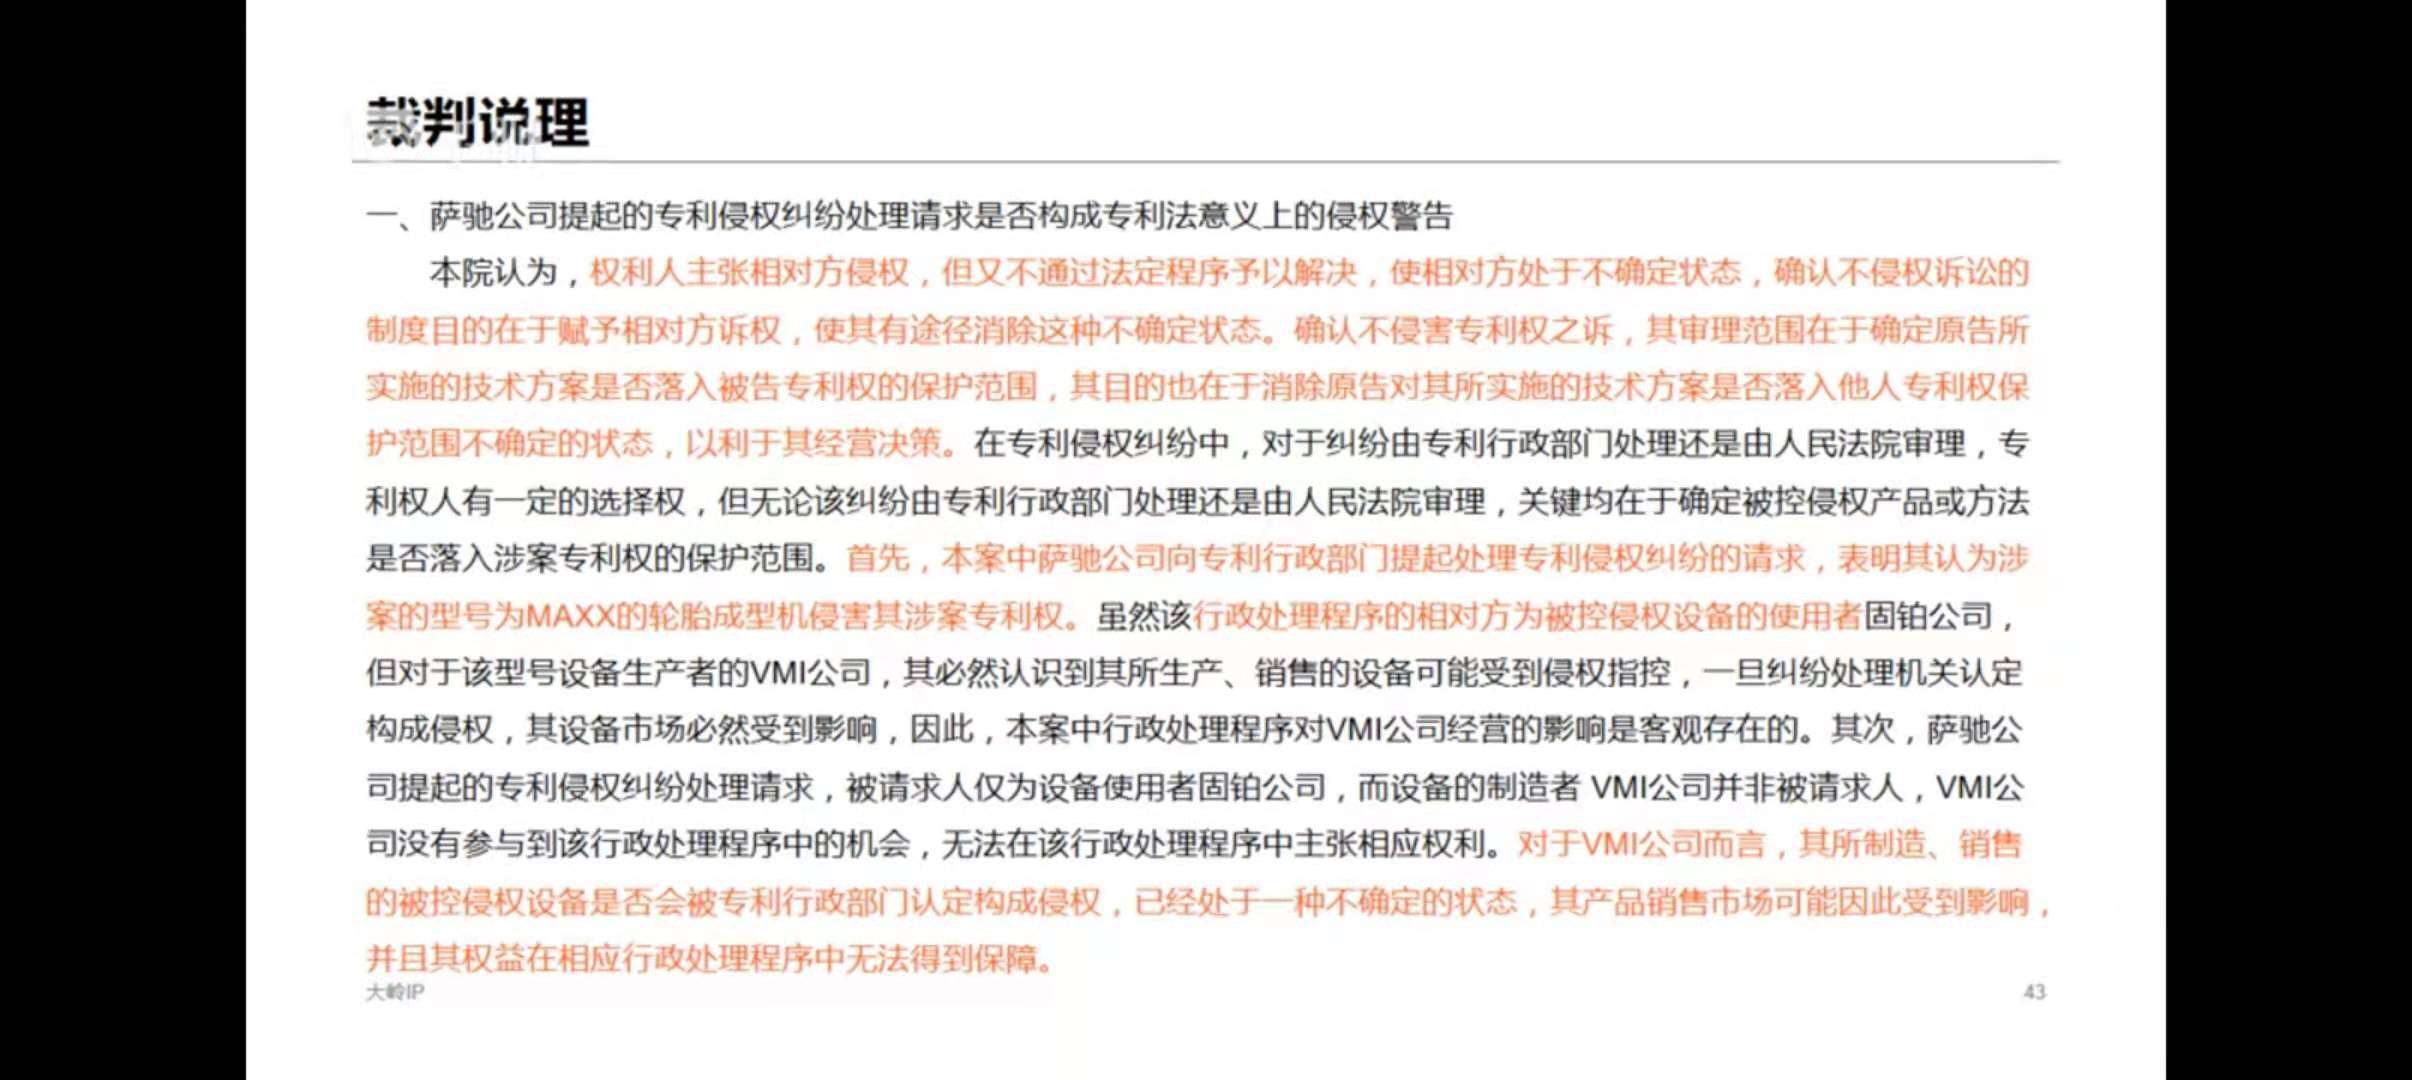 裁判说理
一、萨驰公司提起的专利侵权纠纷处理请求是否构成专利法意义上的侵权警告
本院认为，权利人主张相对方侵权，但又不通过法定程序予以解决，使相对方处于不确定状态，确认不侵权诉讼的
制度目的在于赋予相对方诉权，使其有途径消除这种不确定状态。确认不侵害专利权之诉，其审理范围在于确定原告所
实施的技术方案是否落入被告专利权的保护范围，其目的也在于消除原告对其所实施的技术方案是否落入他人专利权保
护范围不确定的状态，以利于其经营决策。在专利侵权纠纷中，对于纠纷由专利行政部门处理还是由人民法院审理，专
利权人有一定的选择权，但无论该纠纷由专利行政部门处理还是由人民法院审理，关键均在于确定被控侵权产品或方法
是否落入涉案专利权的保护范围。首先，本案中萨驰公司向专利行政部门提起处理专利侵权纠纷的请求，表明其认为涉
案的型号为MAXX的轮胎成型机侵害其涉案专利权。虽然该行政处理程序的相对方为被控侵权设备的使用者固铂公司，
但对于该型号设备生产者的VMI公司，其必然认识到其所生产、销售的设备可能受到侵权指控，一旦纠纷处理机关认定
构成侵权，其设备市场必然受到影响，因此，本案中行政处理程序对VMI公司经营的影响是客观存在的。其次，萨驰公
司提起的专利侵权纠纷处理请求，被请求人仅为设备使用者固铂公司，而设备的制造者 VMI公司并非被请求人，VMI公
司没有参与到该行政处理程序中的机会，无法在该行政处理程序中主张相应权利。对于VMI公司而言，其所制造、销售
的被控侵权设备是否会被专利行政部门认定构成侵权，已经处于一种不确定的状态，其产品销售市场可能因此受到影响，
并且其权益在相应行政处理程序中无法得到保障。
大岭IP
43